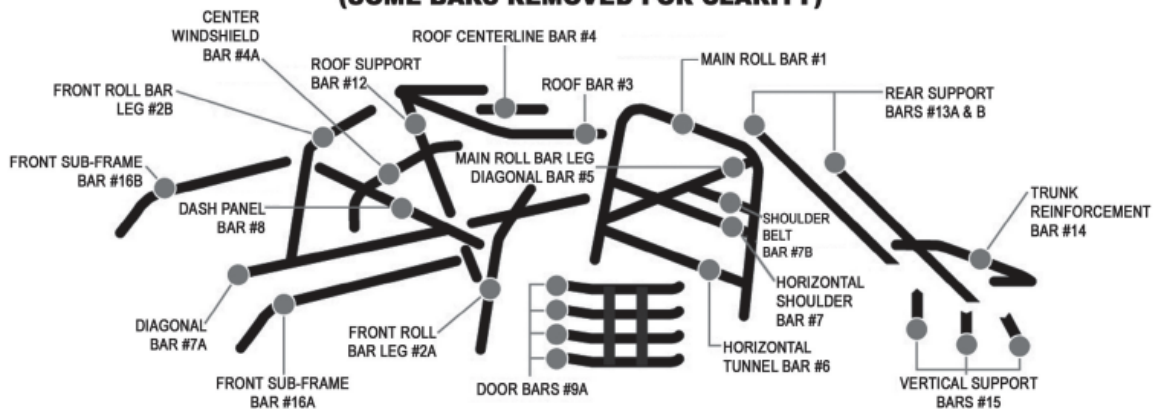 (SOME BARS REMOVED FOR CLARITY)
CENTER
WINDSHIELD
BAR #4A
ROOF CENTERLINE BAR #4
MAIN ROLL BAR #1
ROOF SUPPORT
BAR #12
ROOF BAR #3
FRONT ROLL BAR
LEG #2B
REAR SUPPORT
BARS #13A & B
FRONT SUB-FRAME
BAR #16B
MAIN ROLL BAR LEG
DIAGONAL BAR #5
DASH PANEL
BAR #8
SHOULDER
BELT
BAR #7B
TRUNK
REINFORCEMENT
BAR #14
HORIZONTAL
SHOULDER
BAR #7
DIAGONAL
BAR #7A
FRONT ROLL
BAR LEG #2A
HORIZONTAL
TUNNEL BAR #6
FRONT SUB-FRAME
BAR #16A
DOOR BARS #9A
VERTICAL SUPPORT
BARS #15